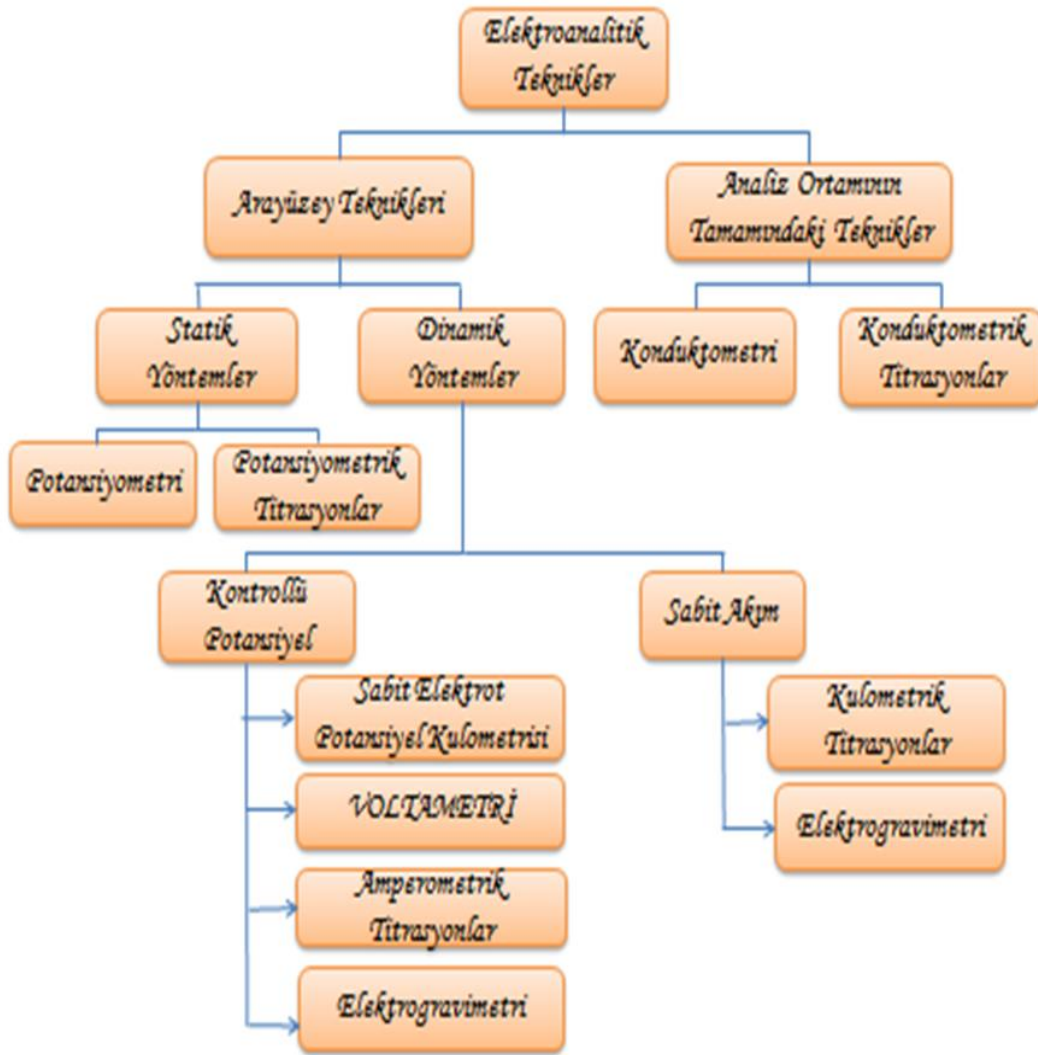 Elektroanalitik
Teknikler
Arayüzey Teknikleri
Analiz Ortamının
Tamamındaki Teknikler
Statik
Yöntemler
Dinamik
Yöntemler
Konduktometri
Konduktometrik
Titrasyonlar
Potansiyometri
Potansiyometrik
Titrasyonlar
Kontrollü
Potansiyel
Sabit Akım
Sabit Elektrot
Potansiyel Kulometrisi
VOLTAMETRİ
Amperometrik
Titrasyonlar
Elektrogravimetri
Kulometrik
Titrasyonlar
Elektrogravimetri